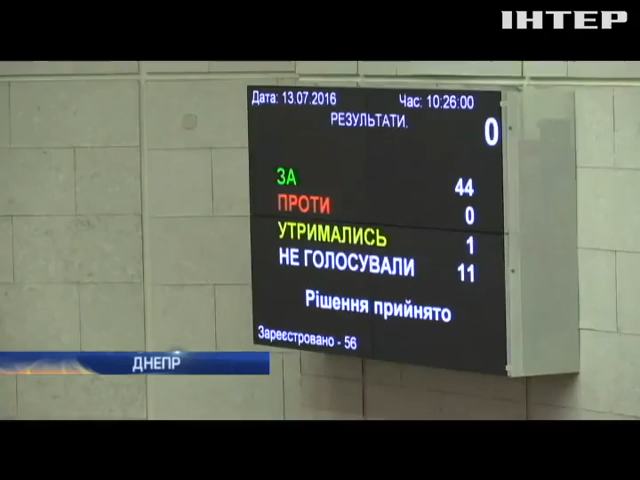 ІНТЕР
Дата: 13.07.2016 Час: 10:26:00
РЕЗУЛЬТАТИ. 0
ЗА 44
ПРОТИ 0
УТРИМАЛИСЬ 1
НЕ ГОЛОСУВАЛИ 11
Рішення прийнято
Зареєстровано - 56
ДНЕПР